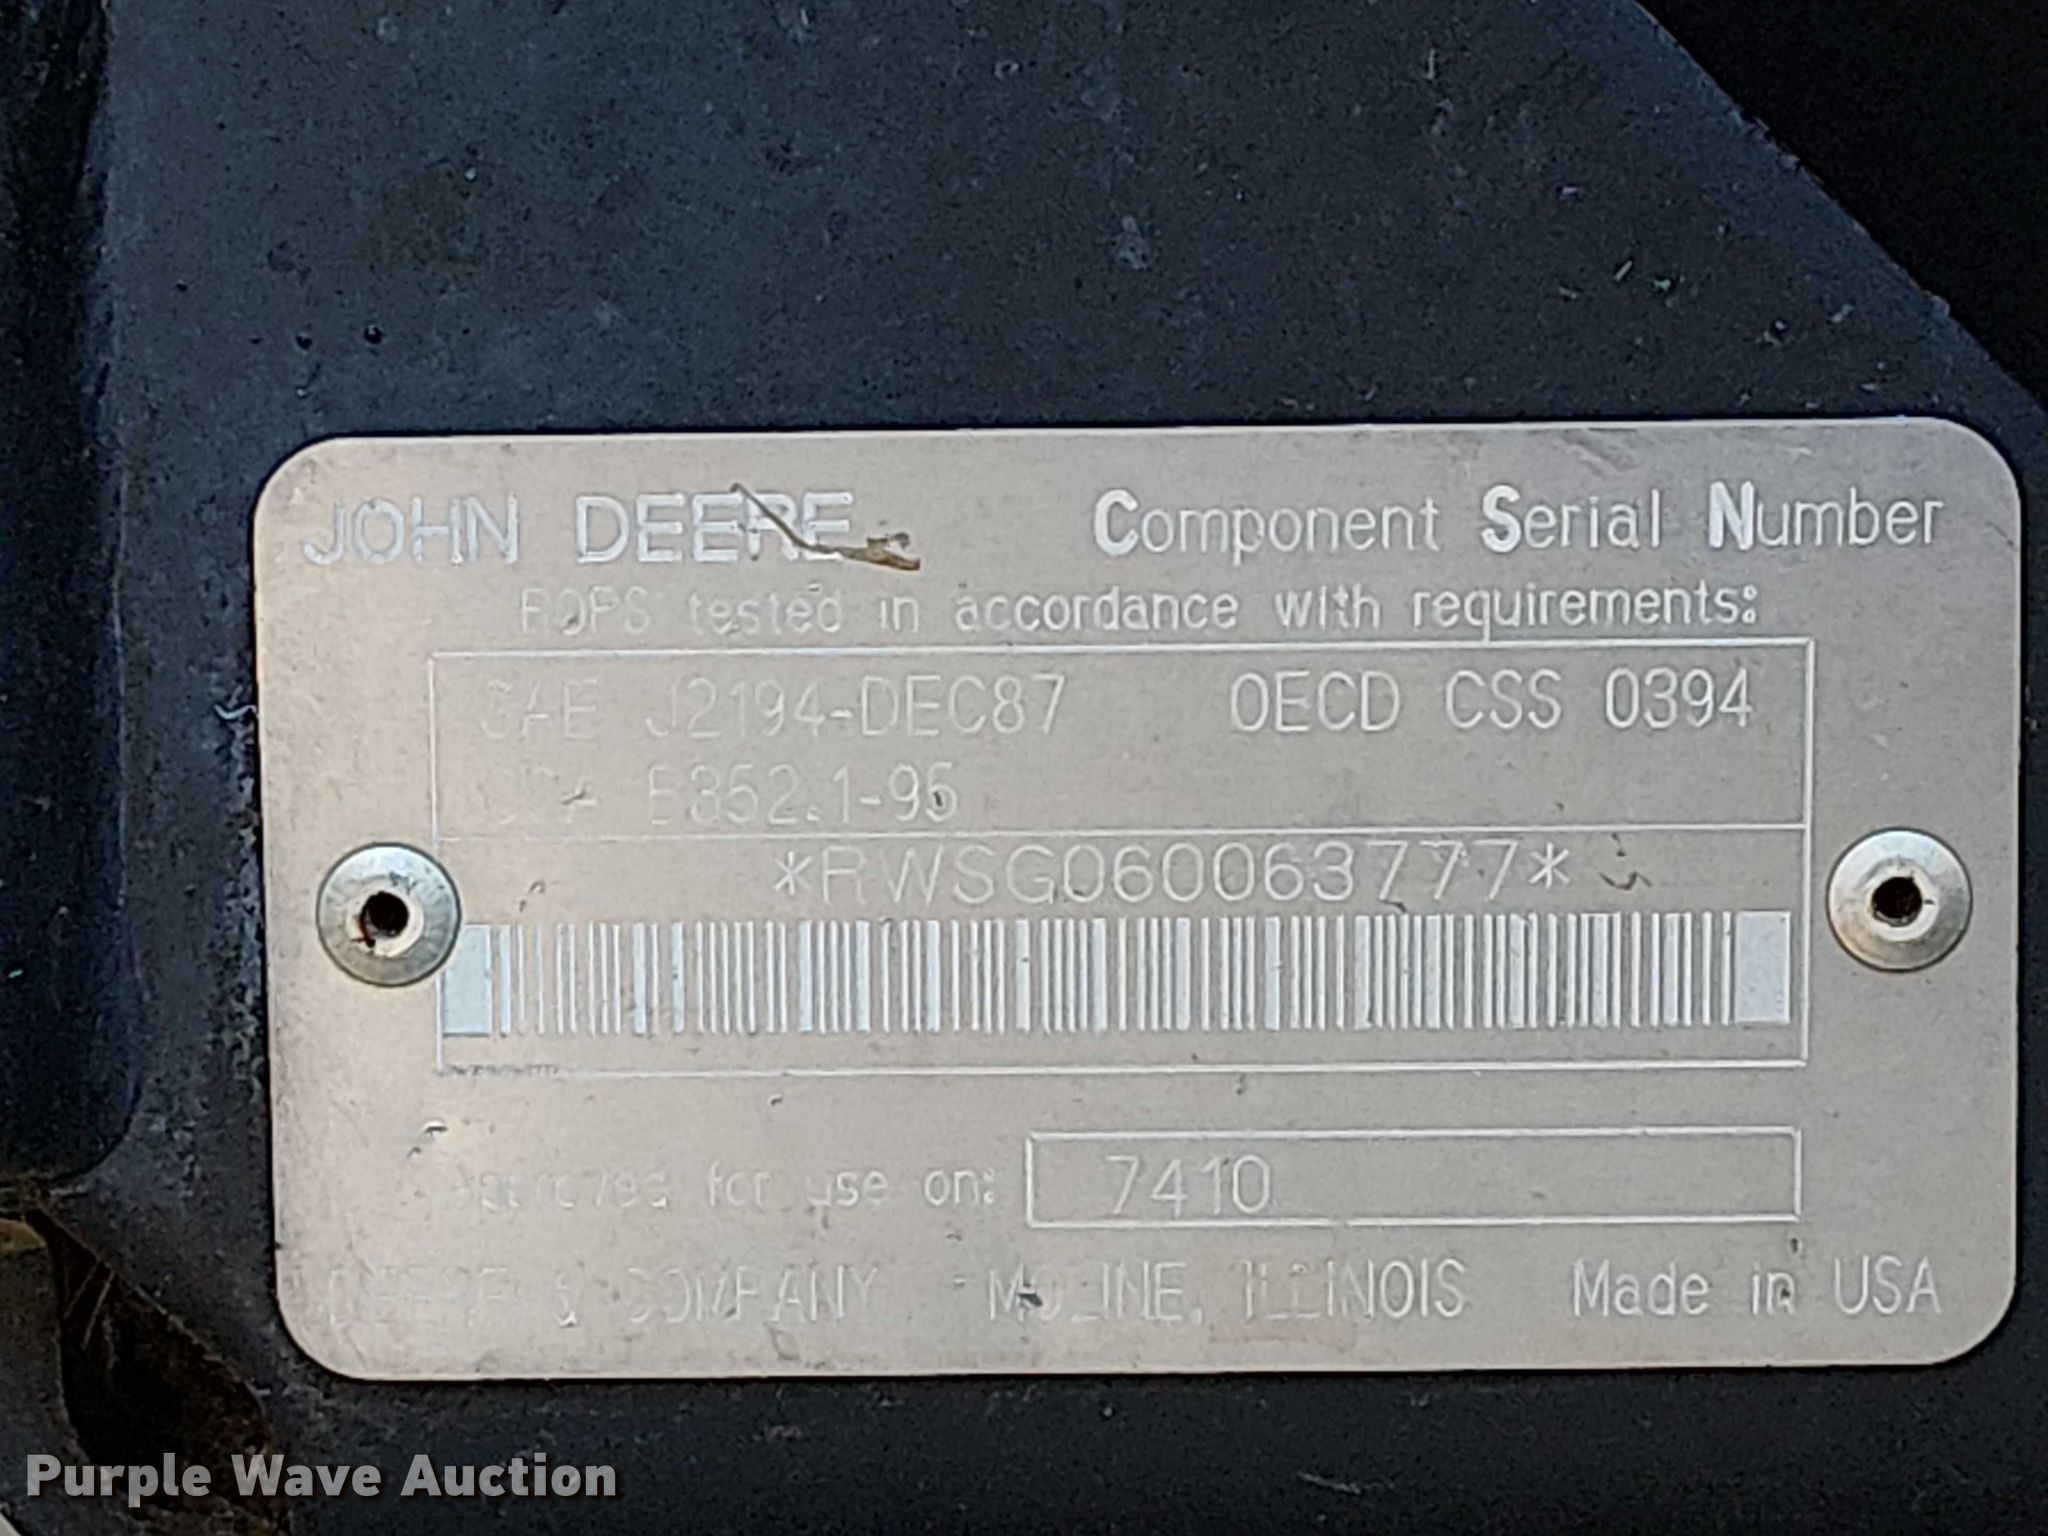 JOHN DEERE Component Serial Number
ROPS tested in accordance with requirements:
SAE J2194-DEC87 OECD CSS 0394
B352.1-95
*RWSG060063777*
Approved for use on: 7410
DEERE & COMPANY MOLINE, ILLINOIS Made in USA
Purple Wave Auction